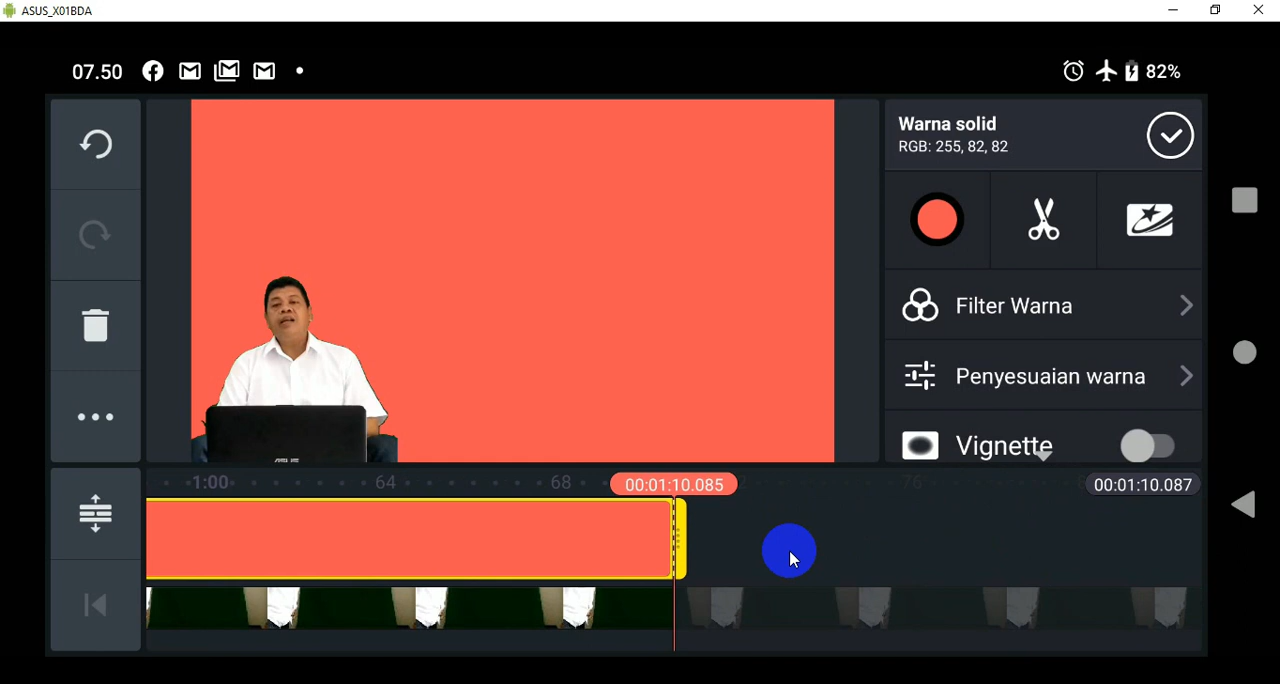 ASUS_X01BDA
07.50
82%
Warna solid
RGB: 255, 82, 82
Filter Warna
Penyesuaian warna
Vignette
1:00
64
68
00:01:10.085
76
00:01:10.087
ASUS